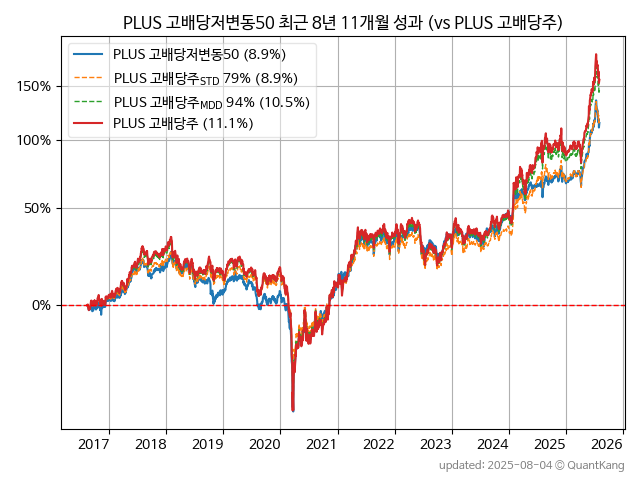 PLUS 고배당저변동50 최근 8년 11개월 성과 (vs PLUS 고배당주)
PLUS 고배당저변동50 (8.9%)
PLUS 고배당주STD 79% (8.9%)
PLUS 고배당주MDD 94% (10.5%)
PLUS 고배당주 (11.1%)
150%
100%
50%
0%
2017 2018 2019 2020 2021 2022 2023 2024 2025 2026
updated: 2025-08-04 © QuantKang